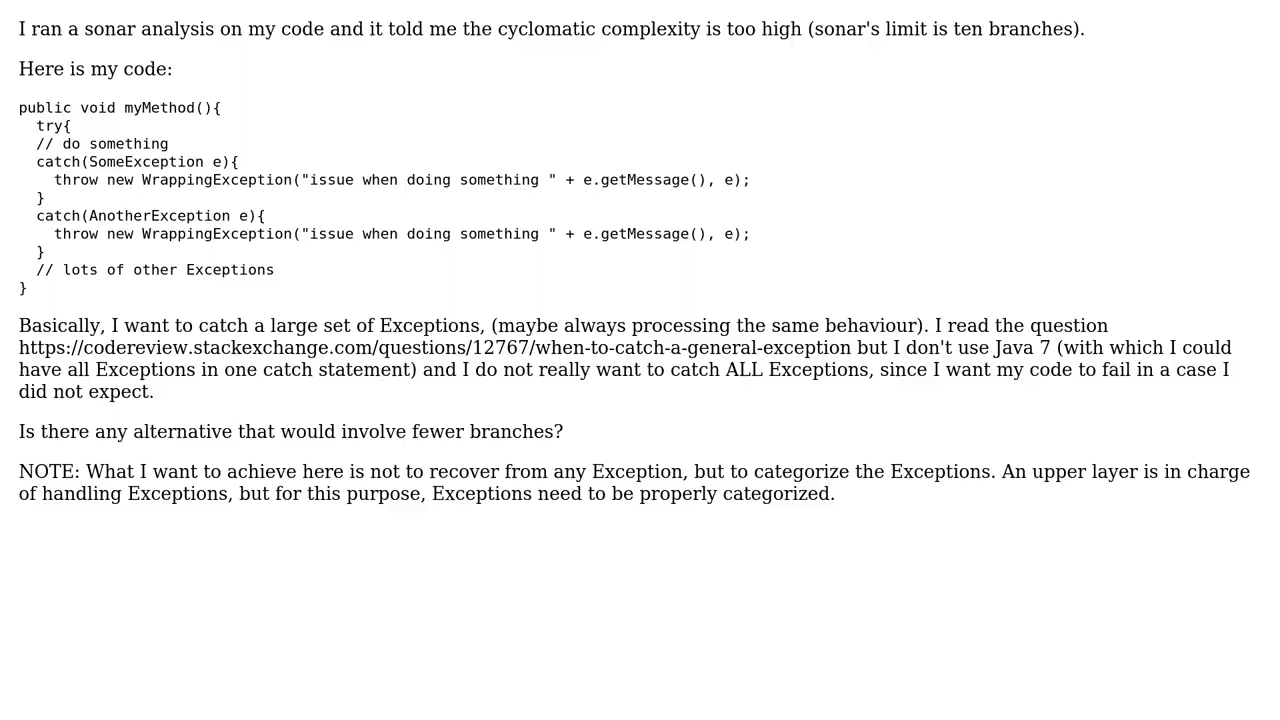 I ran a sonar analysis on my code and it told me the cyclomatic complexity is too high (sonar's limit is ten branches).
Here is my code:
public void myMethod(){
  try{
  // do something
  catch(SomeException e){
    throw new WrappingException("issue when doing something " + e.getMessage(), e);
  }
  catch(AnotherException e){
    throw new WrappingException("issue when doing something " + e.getMessage(), e);
  }
  // lots of other Exceptions
}
Basically, I want to catch a large set of Exceptions, (maybe always processing the same behaviour). I read the question
https://codereview.stackexchange.com/questions/12767/when-to-catch-a-general-exception but I don't use Java 7 (with which I could
have all Exceptions in one catch statement) and I do not really want to catch ALL Exceptions, since I want my code to fail in a case I
did not expect.
Is there any alternative that would involve fewer branches?
NOTE: What I want to achieve here is not to recover from any Exception, but to categorize the Exceptions. An upper layer is in charge
of handling Exceptions, but for this purpose, Exceptions need to be properly categorized.